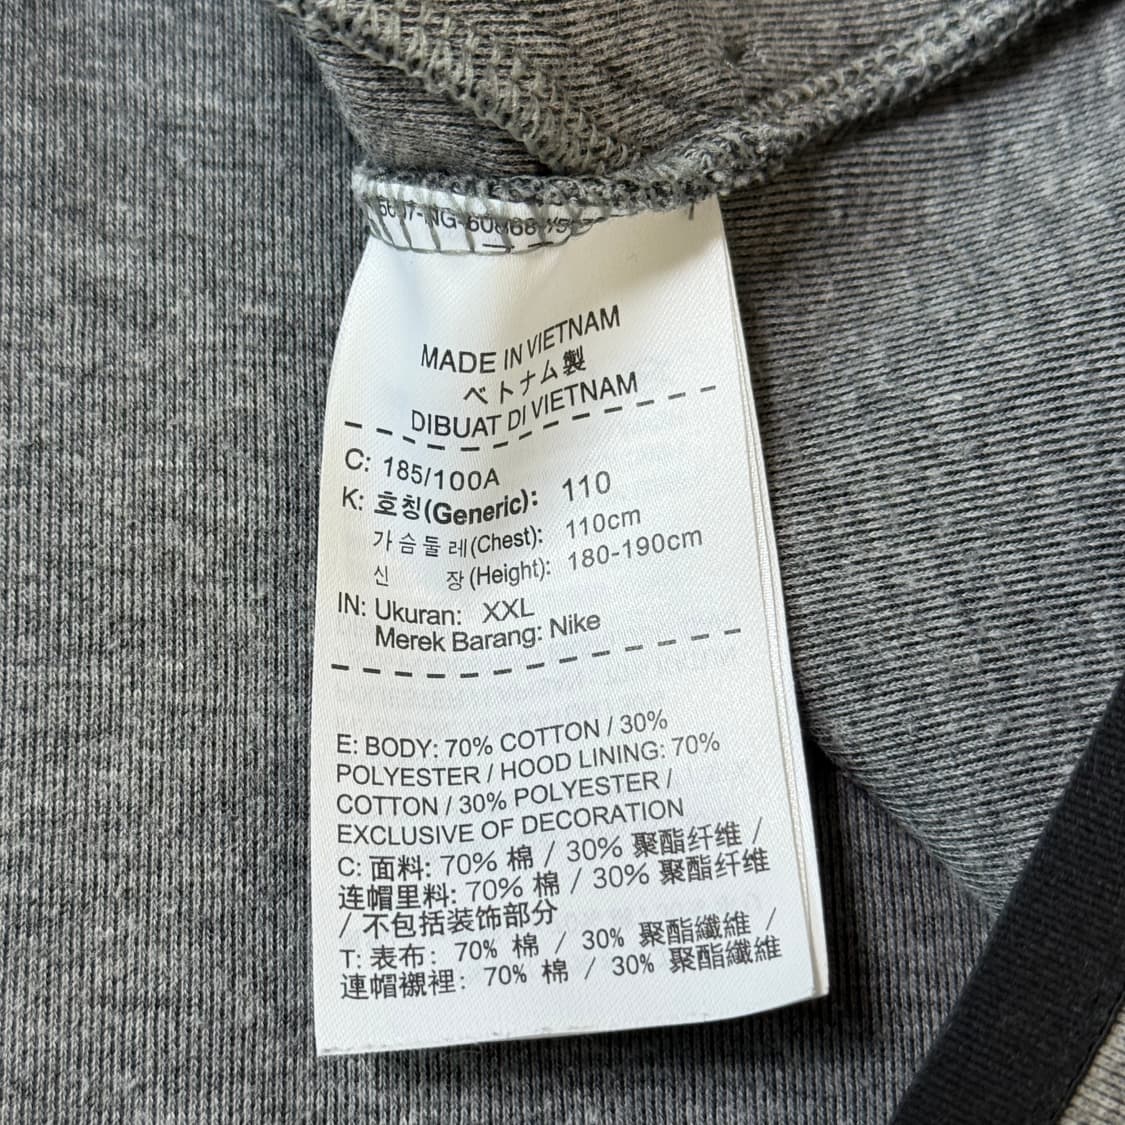 MADE IN VIETNAM
ベトナム製
DIBUAT DI VIETNAM
C: 185/100A
K: 호칭(Generic): 110
가슴둘레(Chest): 110cm
신 장(Height): 180-190cm
IN: Ukuran: XXL
Merek Barang: Nike
E: BODY: 70% COTTON / 30%
POLYESTER / HOOD LINING: 70%
COTTON / 30% POLYESTER /
EXCLUSIVE OF DECORATION
C: 面料: 70% 棉 / 30% 聚酯纤维 /
连帽里料: 70% 棉 / 30% 聚酯纤维
/ 不包括装饰部分
T: 表布: 70% 棉 / 30% 聚酯纖維 /
連帽襯裡: 70% 棉 / 30% 聚酯纖維